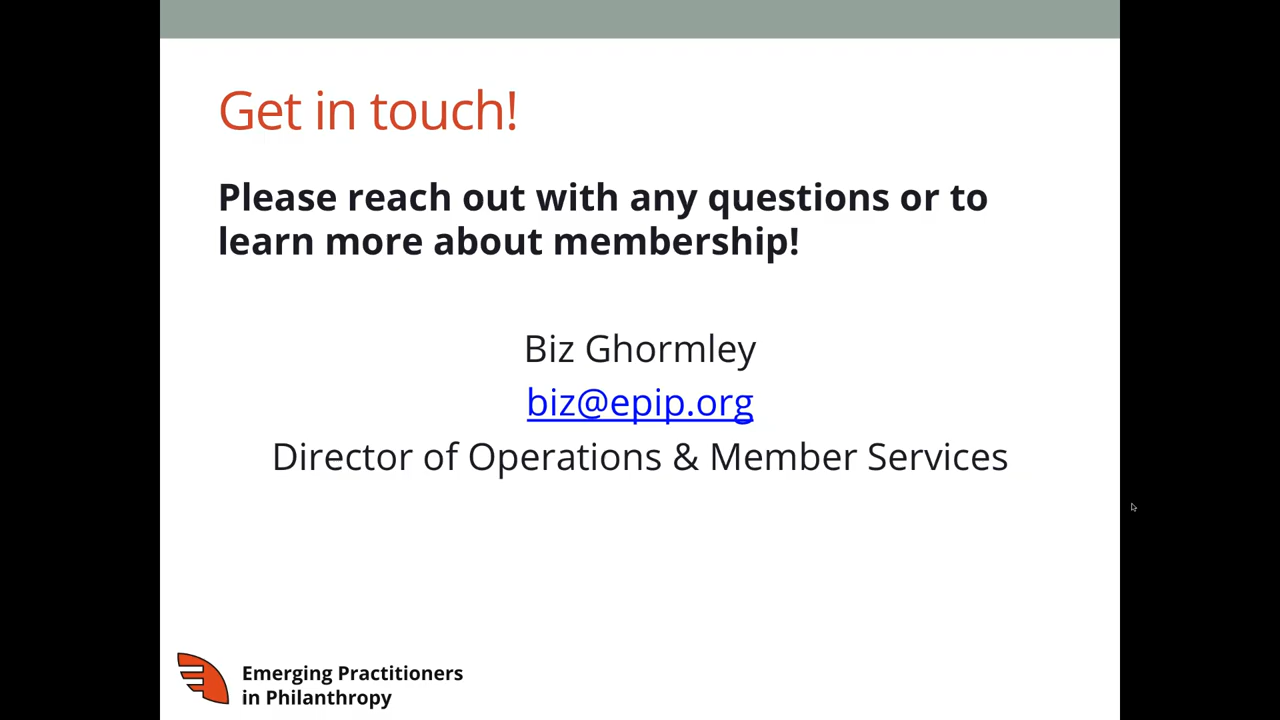 Get in touch!
Please reach out with any questions or to
learn more about membership!
Biz Ghormley
biz@epip.org
Director of Operations & Member Services
Emerging Practitioners
in Philanthropy